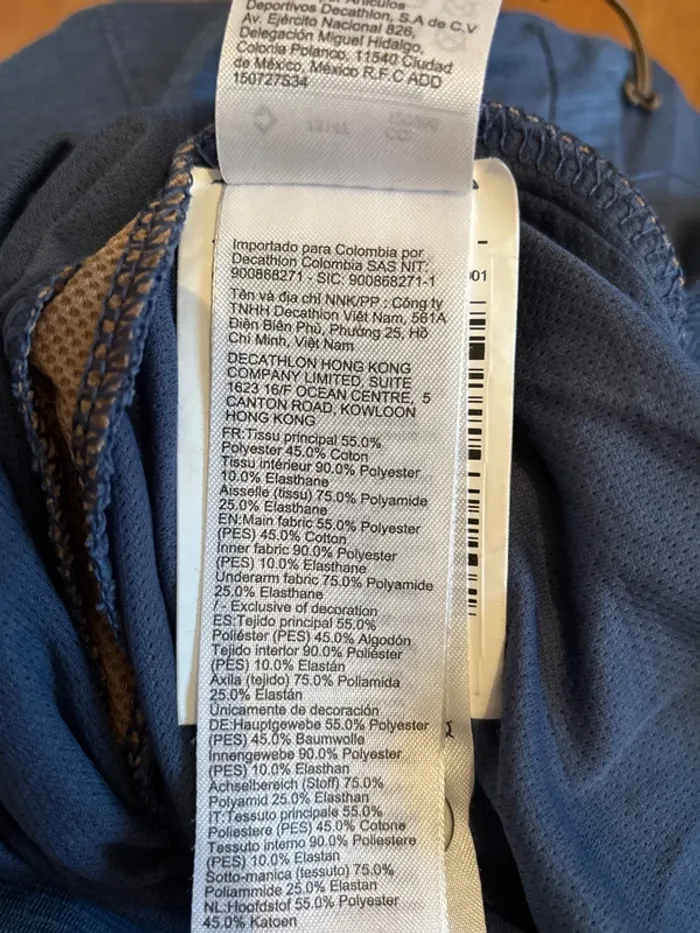 Deportivos Decathlon, S.A de C.V
Av. Ejército Nacional 826,
Delegación Miguel Hidalgo,
Colonia Polanco, 11540 Ciudad
de México, México R.F.C ADD
150727S34
Importado para Colombia por
Decathlon Colombia SAS NIT:
900868271 - SIC: 900868271-1
Tên và địa chỉ NNK/PP : Công ty
TNHH Decathlon Việt Nam, 561A
Điện Biên Phủ, Phường 25, Hồ
Chí Minh, Việt Nam
DECATHLON HONG KONG
COMPANY LIMITED, SUITE
1623 16/F OCEAN CENTRE, 5
CANTON ROAD, KOWLOON
HONG KONG
FR:Tissu principal 55.0%
Polyester 45.0% Coton
Tissu intérieur 90.0% Polyester
10.0% Elasthane
Aisselle (tissu) 75.0% Polyamide
25.0% Elasthane
EN:Main fabric 55.0% Polyester
(PES) 45.0% Cotton
Inner fabric 90.0% Polyester
(PES) 10.0% Elasthane
Underarm fabric 75.0% Polyamide
25.0% Elasthane
/ - Exclusive of decoration
ES:Tejido principal 55.0%
Poliéster (PES) 45.0% Algodón
Tejido interior 90.0% Poliéster
(PES) 10.0% Elastán
Axila (tejido) 75.0% Poliamida
25.0% Elastán
Únicamente de decoración
DE:Hauptgewebe 55.0% Polyester
(PES) 45.0% Baumwolle
Innengewebe 90.0% Polyester
(PES) 10.0% Elasthan
Achselbereich (Stoff) 75.0%
Polyamid 25.0% Elasthan
IT:Tessuto principale 55.0%
Poliestere (PES) 45.0% Cotone
Tessuto interno 90.0% Poliestere
(PES) 10.0% Elastan
Sotto-manica (tessuto) 75.0%
Poliammide 25.0% Elastan
NL:Hoofdstof 55.0% Polyester
45.0% Katoen
001